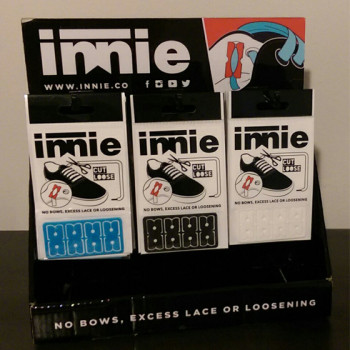 innie
WWW.INNIE.CO
innie
CUT
LOOSE
NO BOWS, EXCESS LACE OR LOOSENING
innie
CUT
LOOSE
NO BOWS, EXCESS LACE OR LOOSENING
innie
CUT
LOOSE
NO BOWS, EXCESS LACE OR LOOSENING
NO BOWS, EXCESS LACE OR LOOSENING